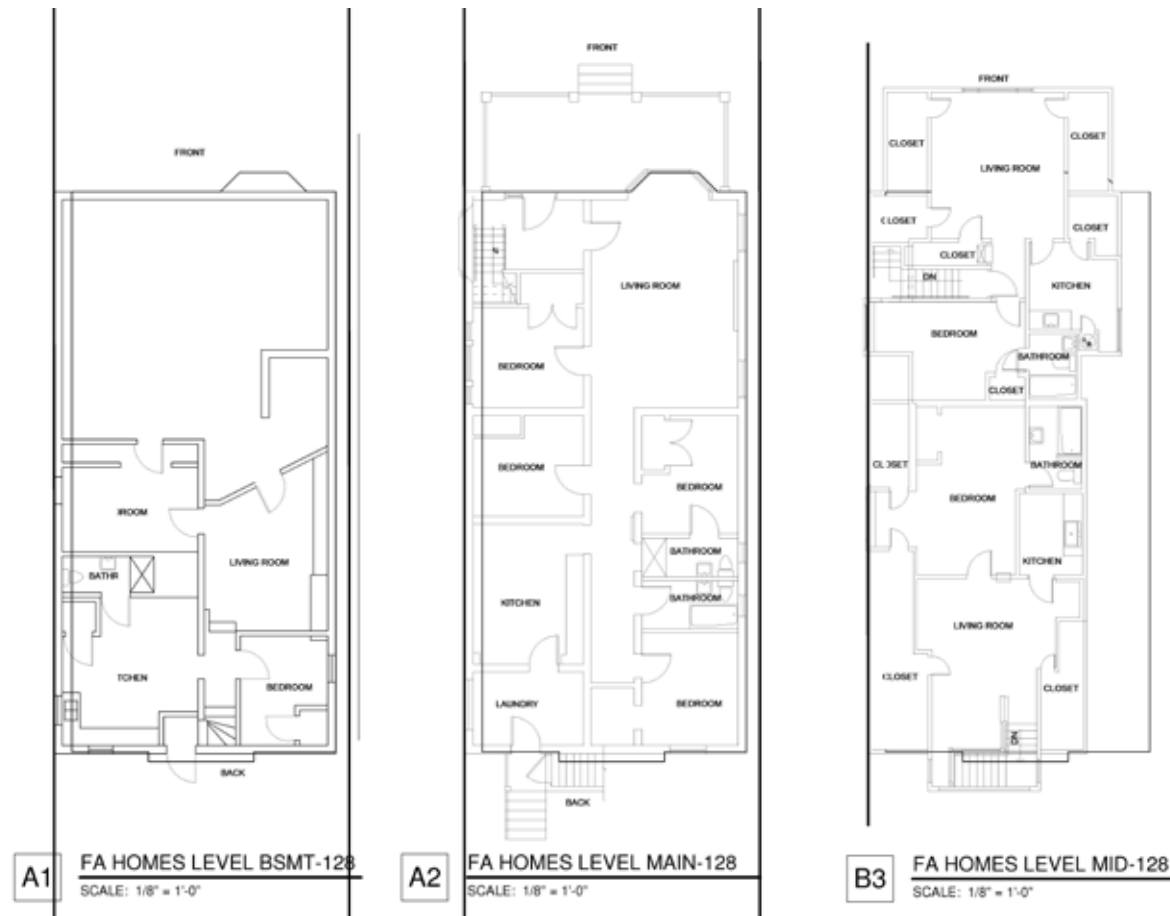 FRONT
XROOM
BATHR
LIVING ROOM
TCHEN
BEDROOM
BACK
A1
FA HOMES LEVEL BSMT-128
SCALE: 1/8" = 1'-0"
FRONT
LIVING ROOM
BEDROOM
BEDROOM
BEDROOM
BATHROOM
KITCHEN
BATHROOM
LAUNDRY
BEDROOM
BACK
A2
FA HOMES LEVEL MAIN-128
SCALE: 1/8" = 1'-0"
FRONT
CLOSET
CLOSET
LIVING ROOM
CLOSET
CLOSET
CLOSET
DN
KITCHEN
BEDROOM
BATHROOM
CLOSET
CLOSET
BATHROOM
BEDROOM
KITCHEN
LIVING ROOM
CLOSET
CLOSET
DN
B3
FA HOMES LEVEL MID-128
SCALE: 1/8" = 1'-0"